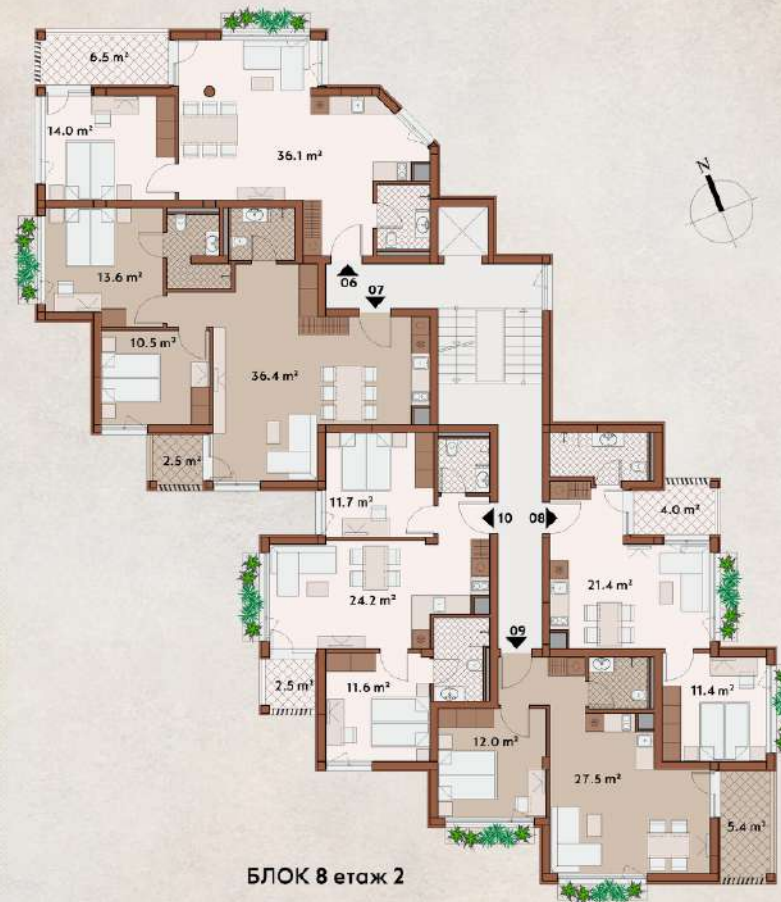 6.5 m²
14.0 m²
36.1 m²
N
13.6 m²
06
07
10.5 m²
36.4 m²
2.5 m²
11.7 m²
10 08
4.0 m²
24.2 m²
21.4 m²
09
2.5 m²
11.6 m²
11.4 m²
12.0 m²
27.5 m²
5.4 m²
БЛОК 8 етаж 2